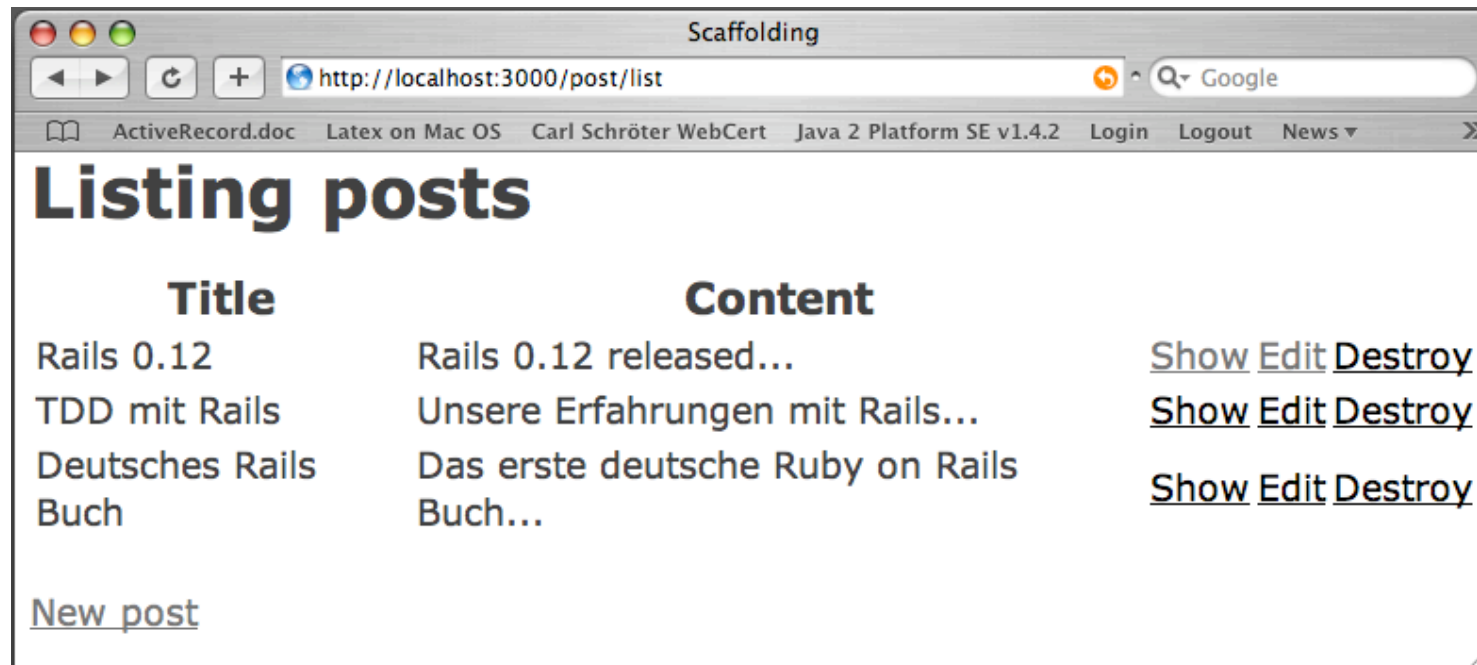 Scaffolding
http://localhost:3000/post/list
Google
ActiveRecord.doc Latex on Mac OS Carl Schröter WebCert Java 2 Platform SE v1.4.2 Login Logout News
Listing posts
Title Content
Rails 0.12 Rails 0.12 released... Show Edit Destroy
TDD mit Rails Unsere Erfahrungen mit Rails... Show Edit Destroy
Deutsches Rails Das erste deutsche Ruby on Rails
Buch Buch... Show Edit Destroy
New post